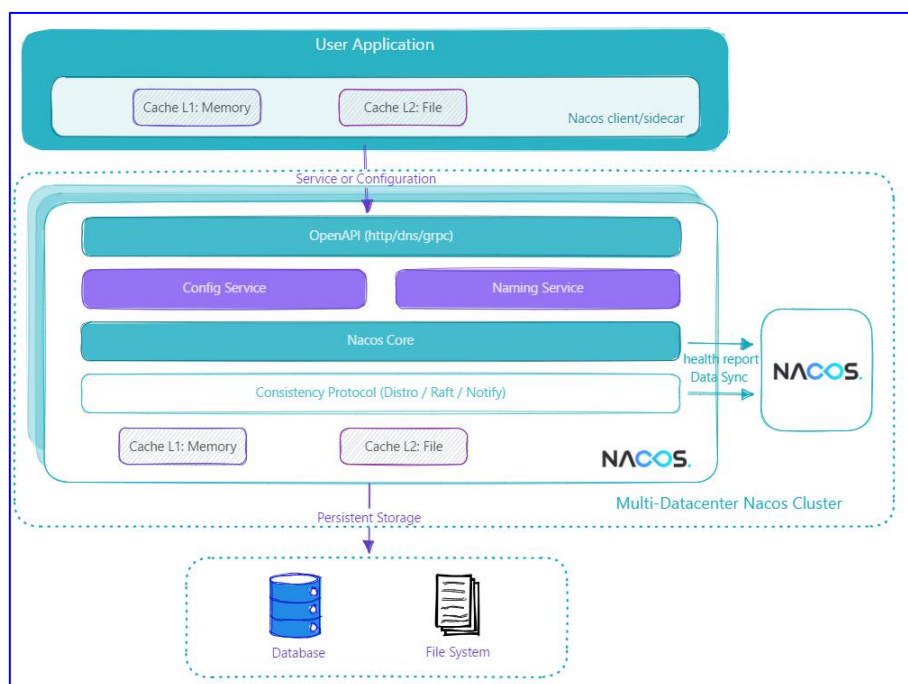 User Application
Cache L1: Memory
Cache L2: File
Nacos client/sidecar
Service or Configuration
OpenAPI (http/dns/grpc)
Config Service
Naming Service
Nacos Core
health report
Data Sync
NACOS.
Consistency Protocol (Distro / Raft / Notify)
Cache L1: Memory
Cache L2: File
NACOS.
Multi-Datacenter Nacos Cluster
Persistent Storage
Database
File System